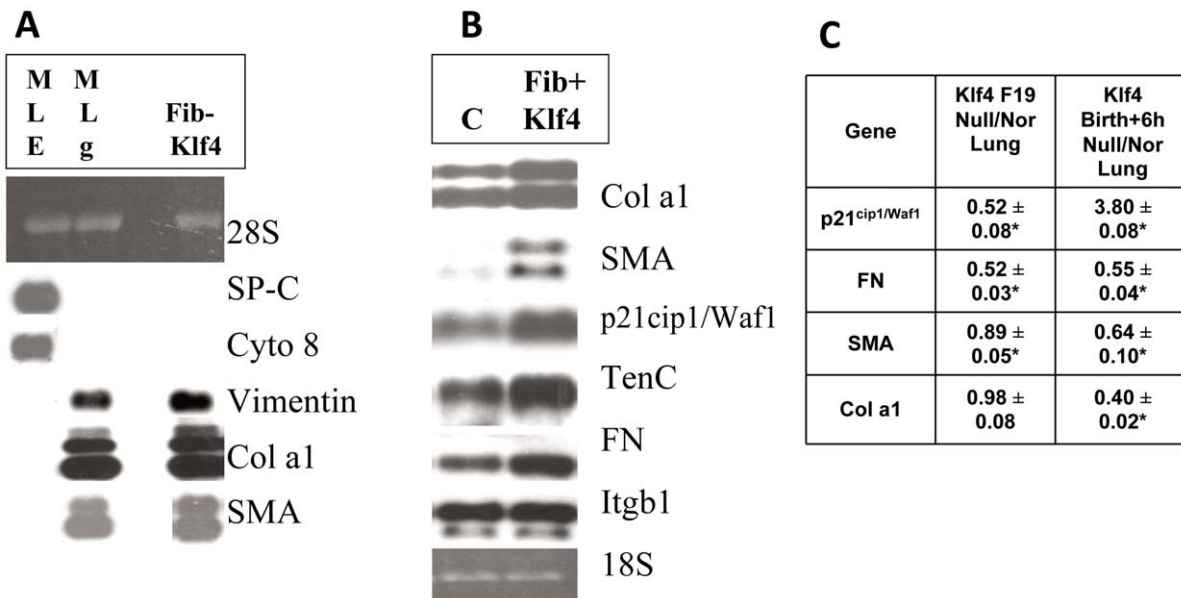 A
M M
L L Fib-
E g Klf4
28S
SP-C
Cyto 8
Vimentin
Col a1
SMA
B
Fib+
C Klf4
Col a1
SMA
p21cip1/Waf1
TenC
FN
Itgb1
18S
C
Gene
Klf4 F19
Null/Nor
Lung
Klf4
Birth+6h
Null/Nor
Lung
p21cip1/Waf1
0.52 ±
0.08*
3.80 ±
0.08*
FN
0.52 ±
0.03*
0.55 ±
0.04*
SMA
0.89 ±
0.05*
0.64 ±
0.10*
Col a1
0.98 ±
0.08
0.40 ±
0.02*